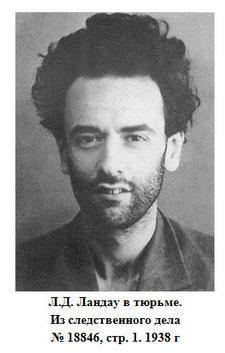 Л.Д. Ландау в тюрьме.
Из следственного дела
№ 18846, стр. 1. 1938 г